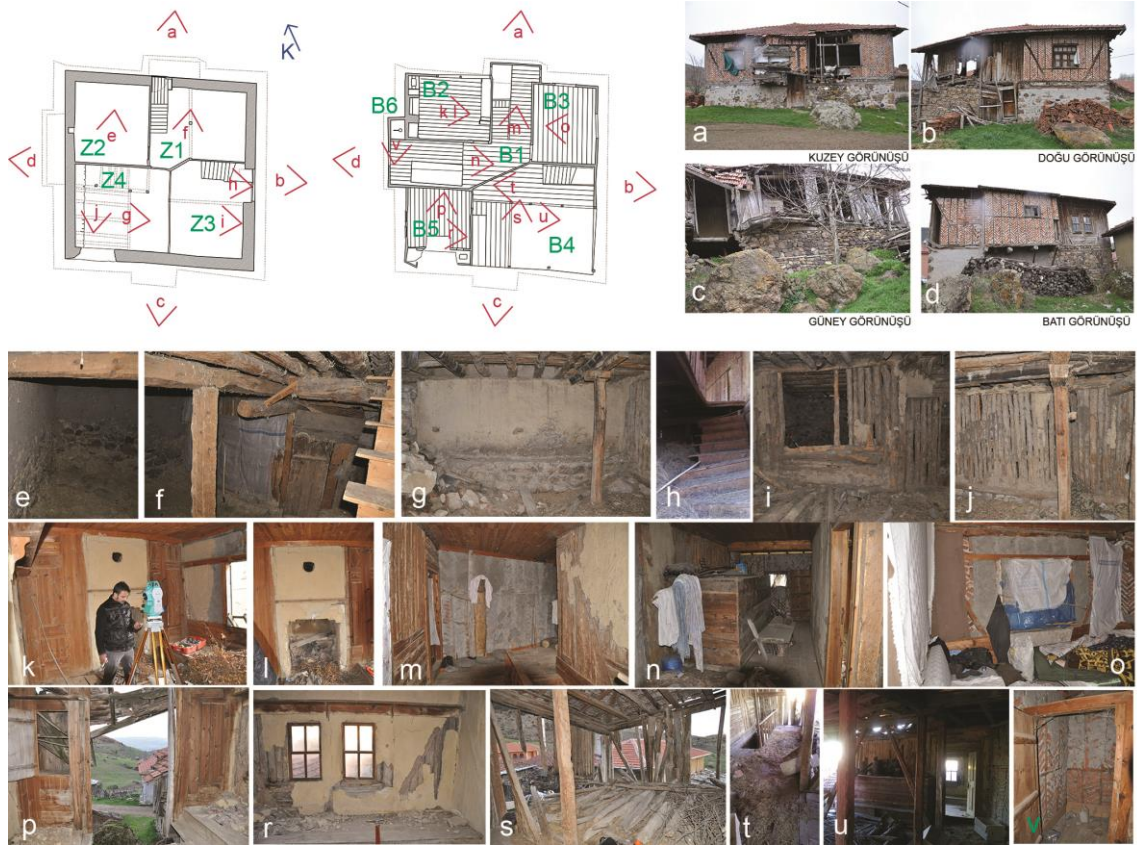 a
K
a
B2
B3
B6
k
l
m
o
e
f
v
Z2
Z1
n
B1
d
d
b
b
Z4
h
t
j
g
i
p
s
u
Z3
B5
r
B4
c
c
a
KUZEY GÖRÜNÜŞÜ
b
DOĞU GÖRÜNÜŞÜ
c
GÜNEY GÖRÜNÜŞÜ
d
BATI GÖRÜNÜŞÜ
e
f
g
h
i
j
k
l
m
n
o
p
r
s
t
u
v